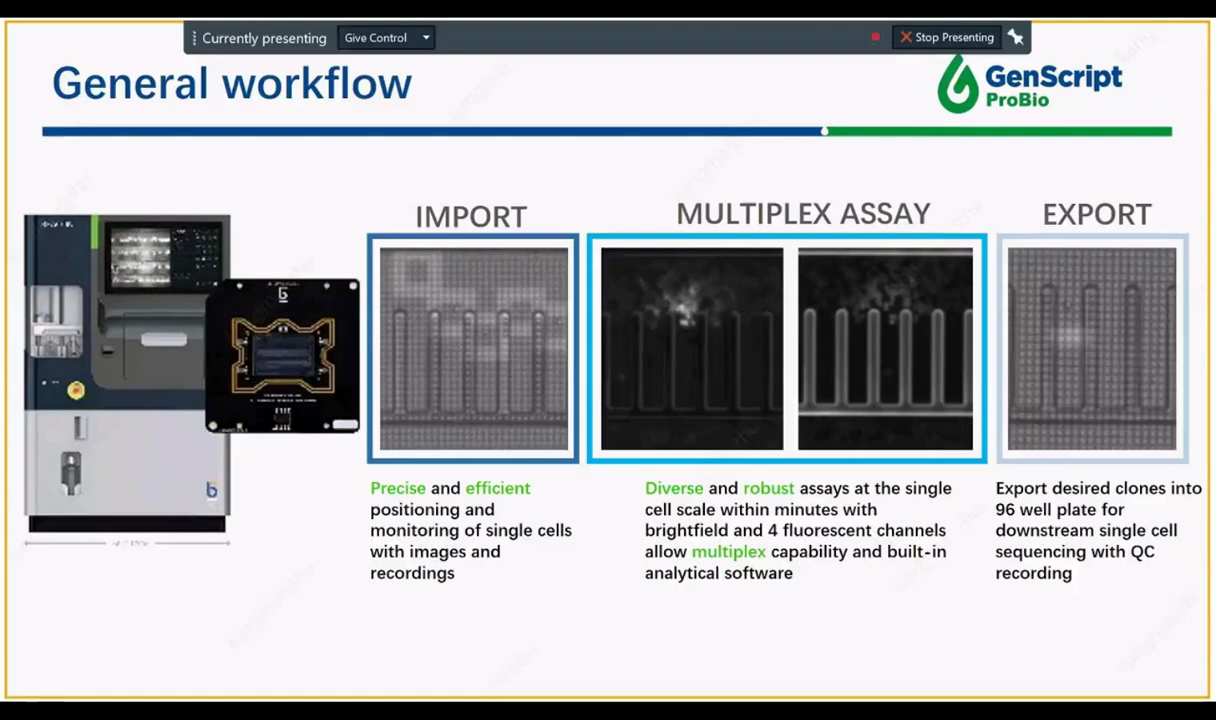 Currently presenting
Give Control
Stop Presenting
General workflow
GenScript
ProBio
IMPORT
MULTIPLEX ASSAY
EXPORT
Precise and efficient
positioning and
monitoring of single cells
with images and
recordings
Diverse and robust assays at the single
cell scale within minutes with
brightfield and 4 fluorescent channels
allow multiplex capability and built-in
analytical software
Export desired clones into
96 well plate for
downstream single cell
sequencing with QC
recording